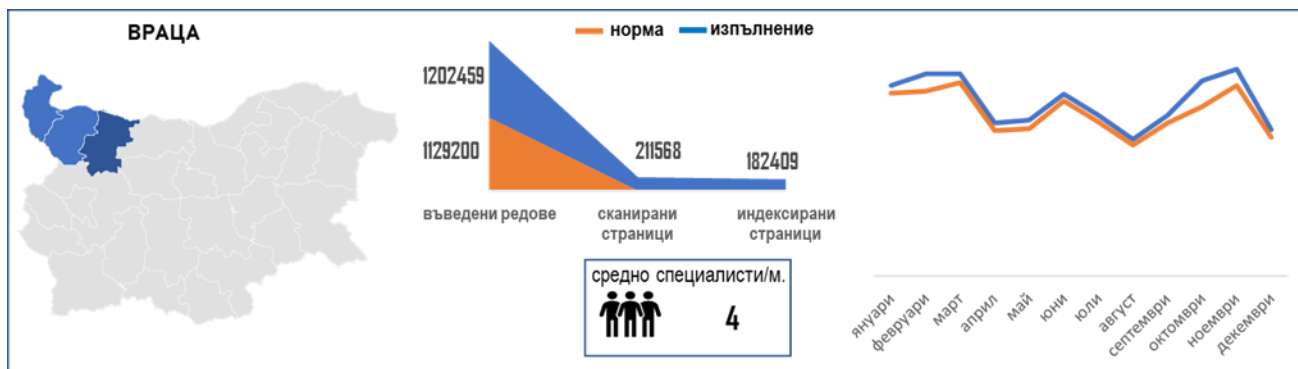 ВРАЦА
норма
изпълнение
1202459
1129200
211568
182409
въведени редове
сканирани
страници
индексирани
страници
средно специалисти/м.
4
януари
февруари
март
април
май
юни
юли
август
септември
октомври
ноември
декември